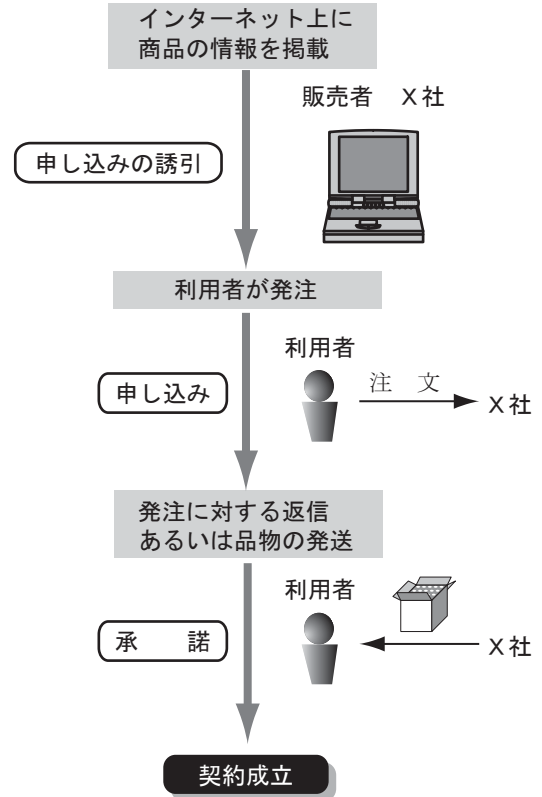 インターネット上に
商品の情報を掲載
販売者　X社
申し込みの誘引
利用者が発注
利用者
申し込み
注　文
X社
発注に対する返信
あるいは品物の発送
利用者
承　諾
X社
契約成立